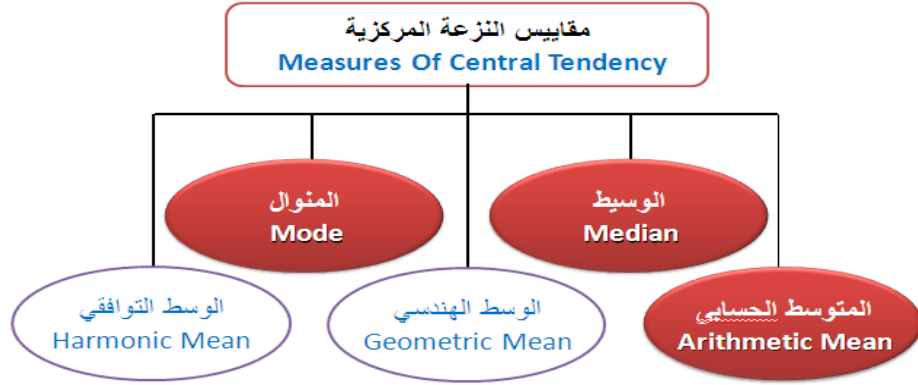 مقاييس النزعة المركزية
Measures Of Central Tendency
المنوال
Mode
الوسيط
Median
الوسط التوافقي
Harmonic Mean
الوسط الهندسي
Geometric Mean
المتوسط الحسابي
Arithmetic Mean